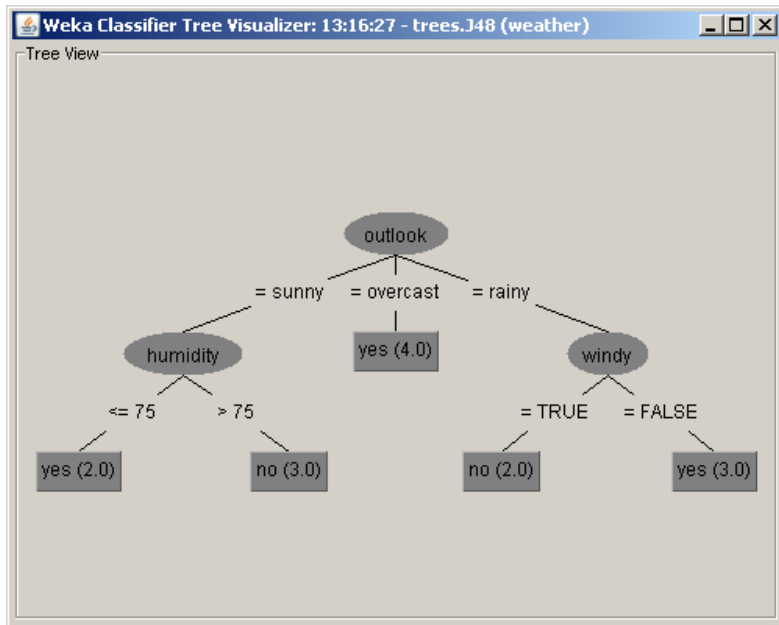 Weka Classifier Tree Visualizer: 13:16:27 - trees.J48 (weather)
Tree View
outlook
= sunny = overcast = rainy
humidity yes (4.0) windy
<= 75 > 75 = TRUE = FALSE
yes (2.0) no (3.0) no (2.0) yes (3.0)